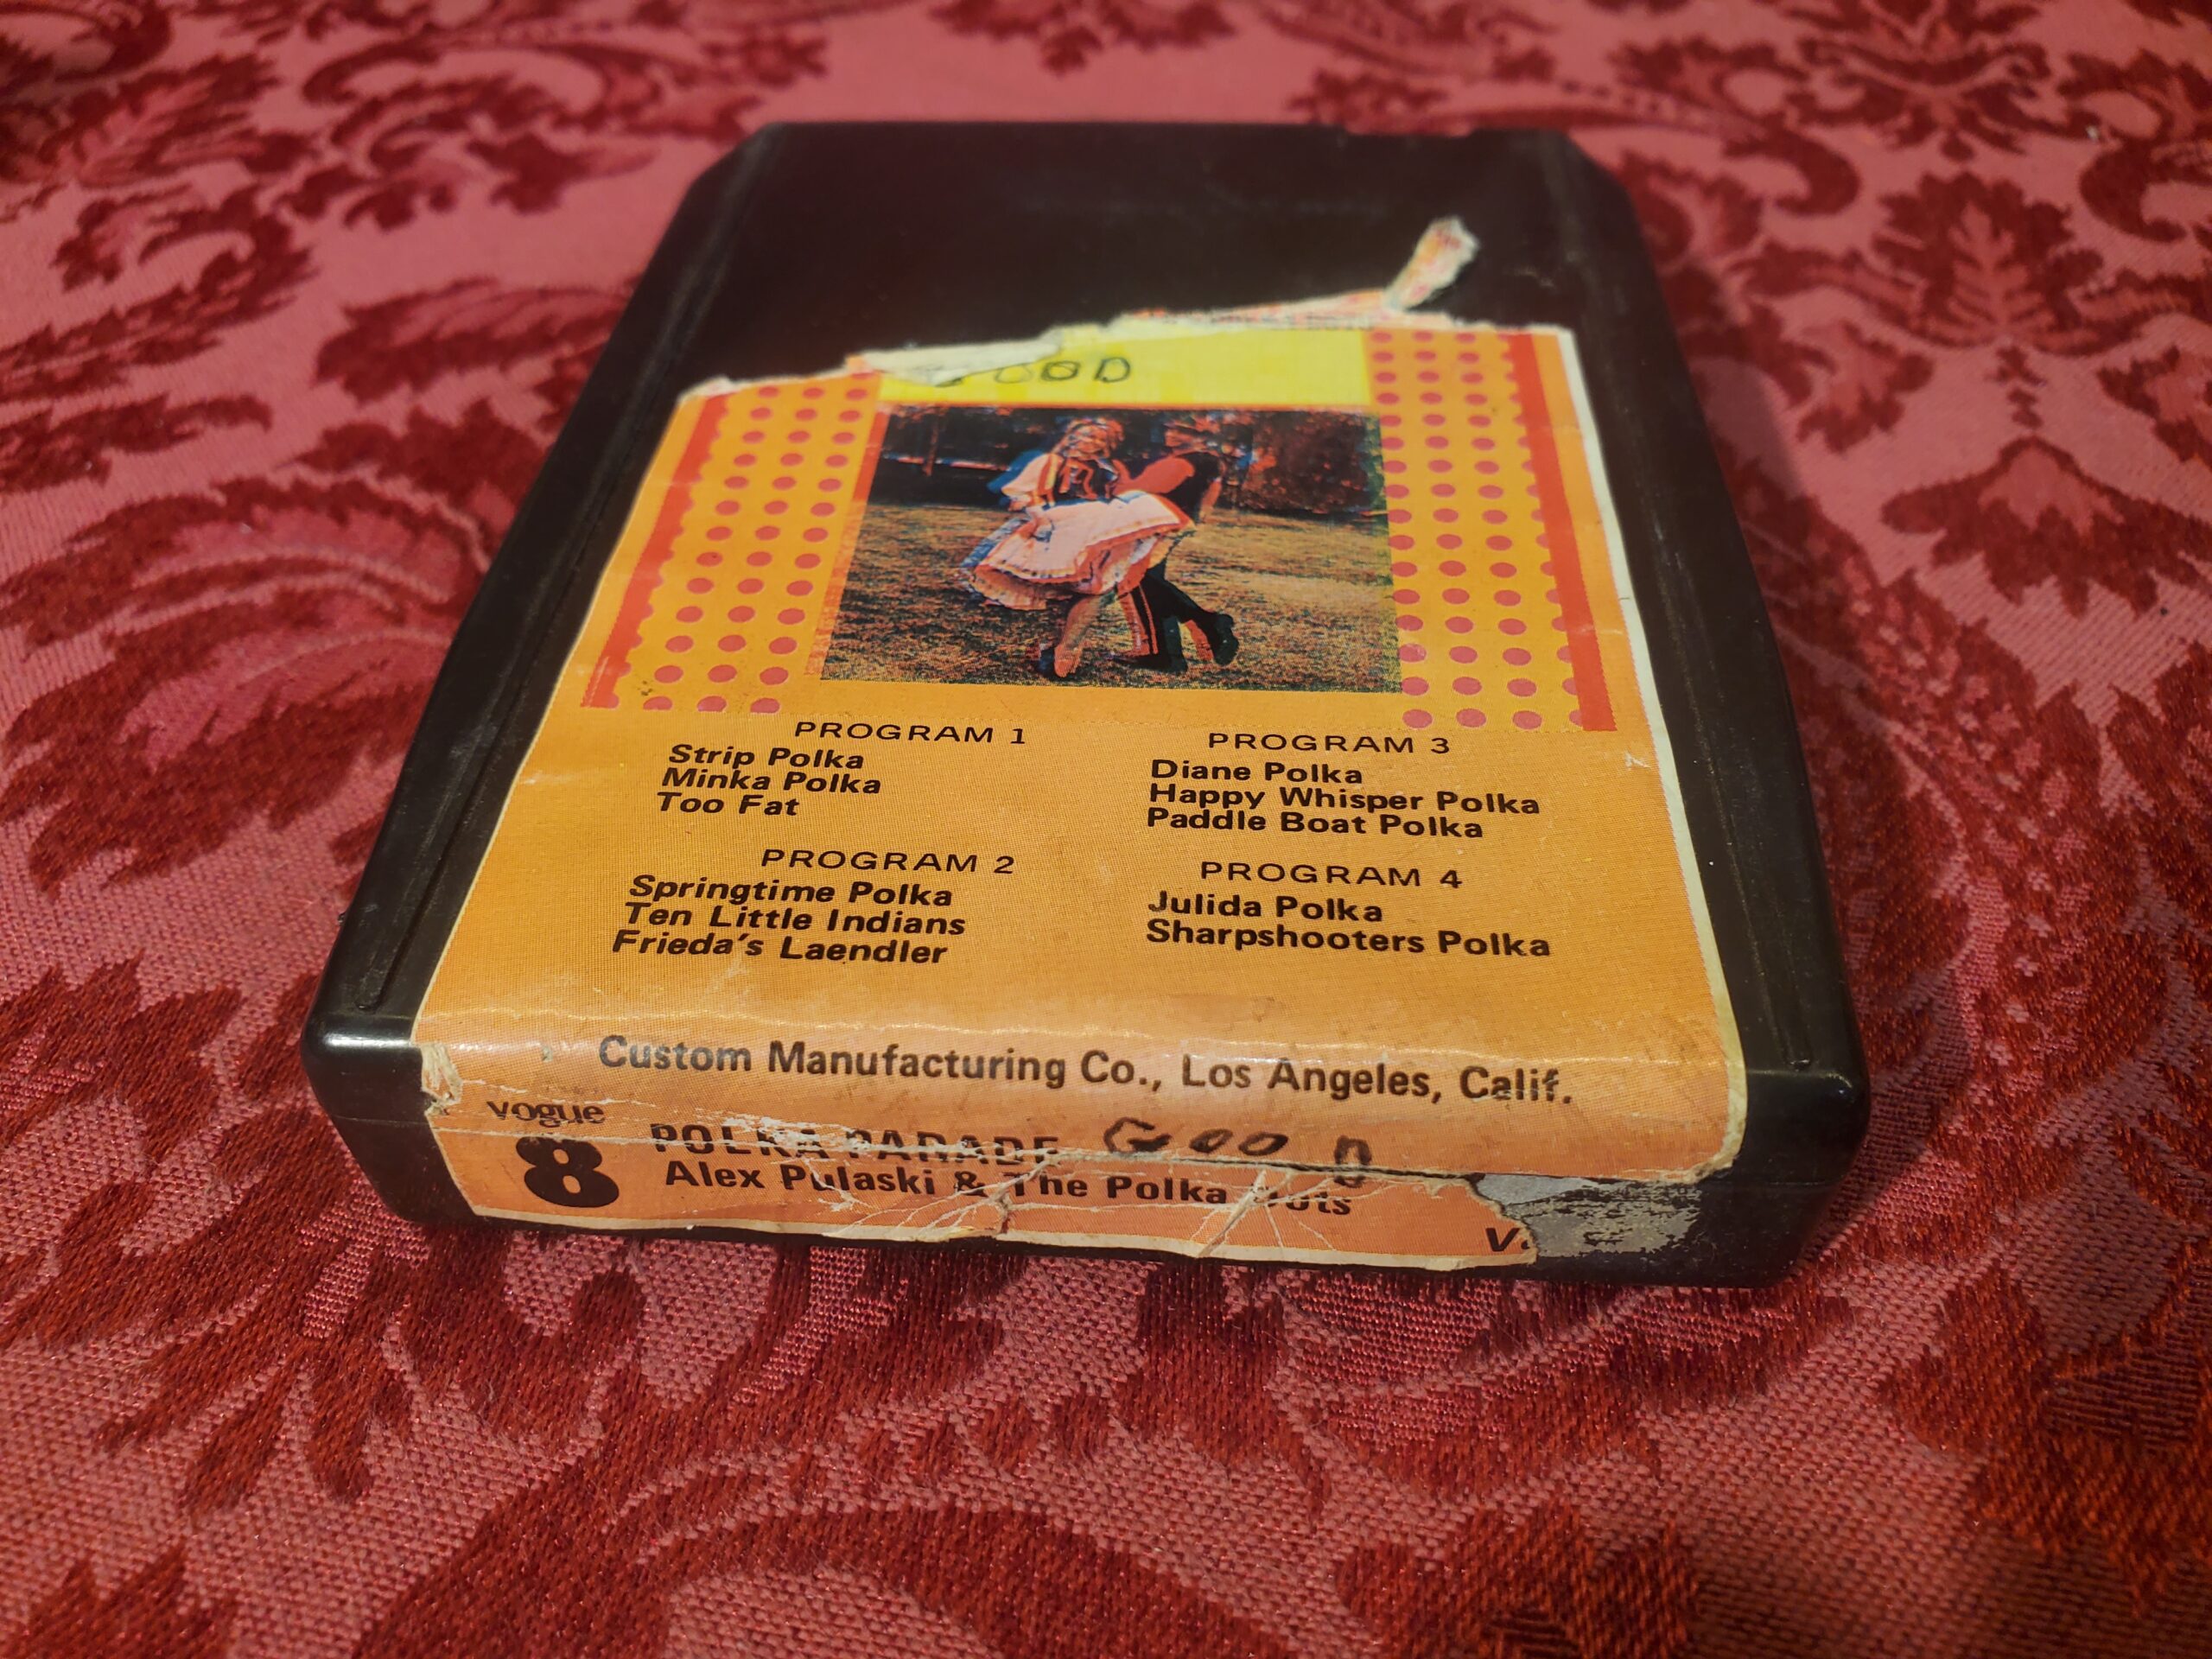 GOOD
PROGRAM 1
Strip Polka
Minka Polka
Too Fat
PROGRAM 2
Springtime Polka
Ten Little Indians
Frieda's Laendler
PROGRAM 3
Diane Polka
Happy Whisper Polka
Paddle Boat Polka
PROGRAM 4
Julida Polka
Sharpshooters Polka
Custom Manufacturing Co., Los Angeles, Calif.
vogue
8
POLKA PARADE GOOD
Alex Pulaski & The Polka Dots